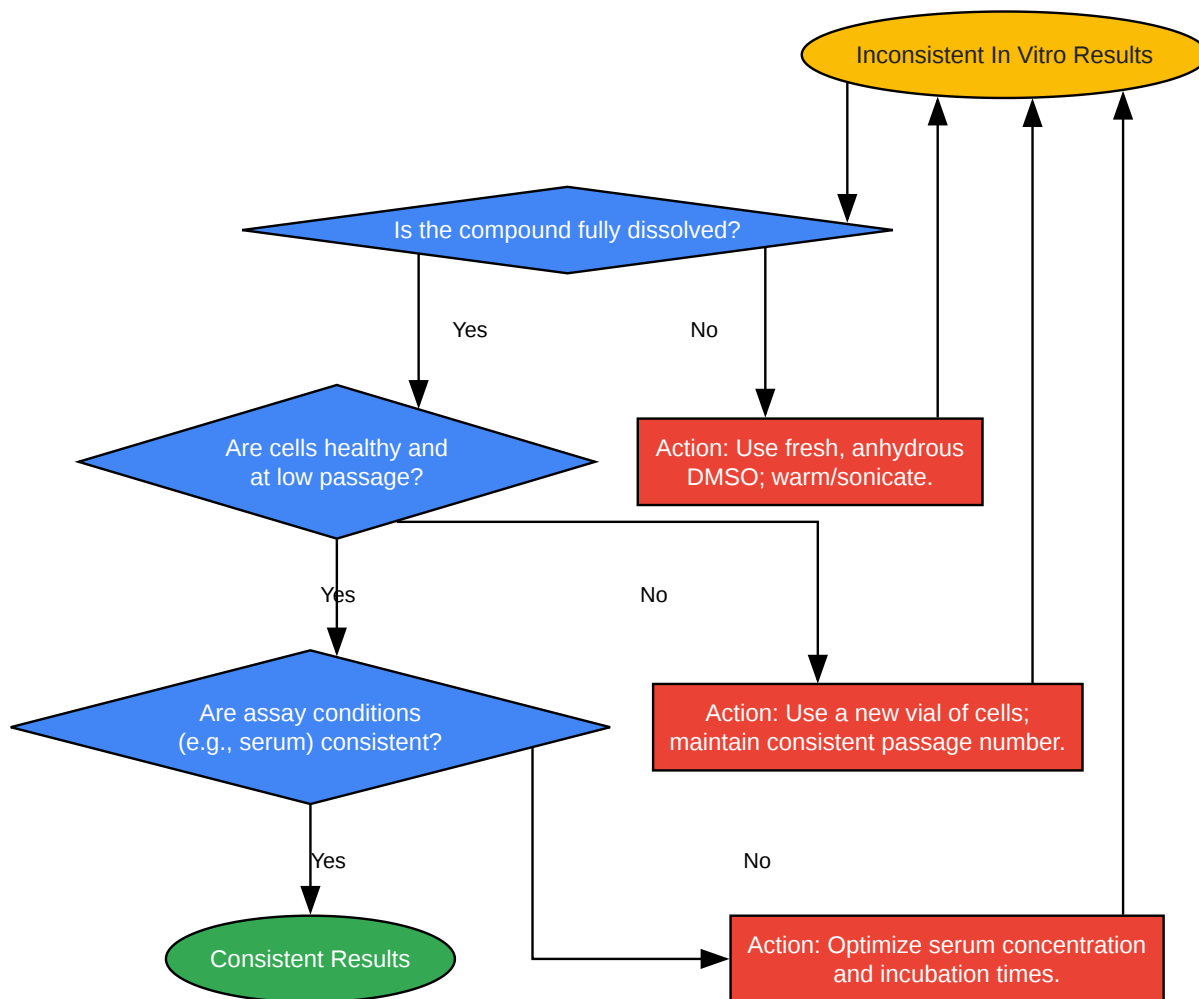 Inconsistent In Vitro Results
Is the compound fully dissolved?
Yes
No
Are cells healthy and
at low passage?
Action: Use fresh, anhydrous
DMSO; warm/sonicate.
Yes
No
Are assay conditions
(e.g., serum) consistent?
Action: Use a new vial of cells;
maintain consistent passage number.
Yes
No
Consistent Results
Action: Optimize serum concentration
and incubation times.